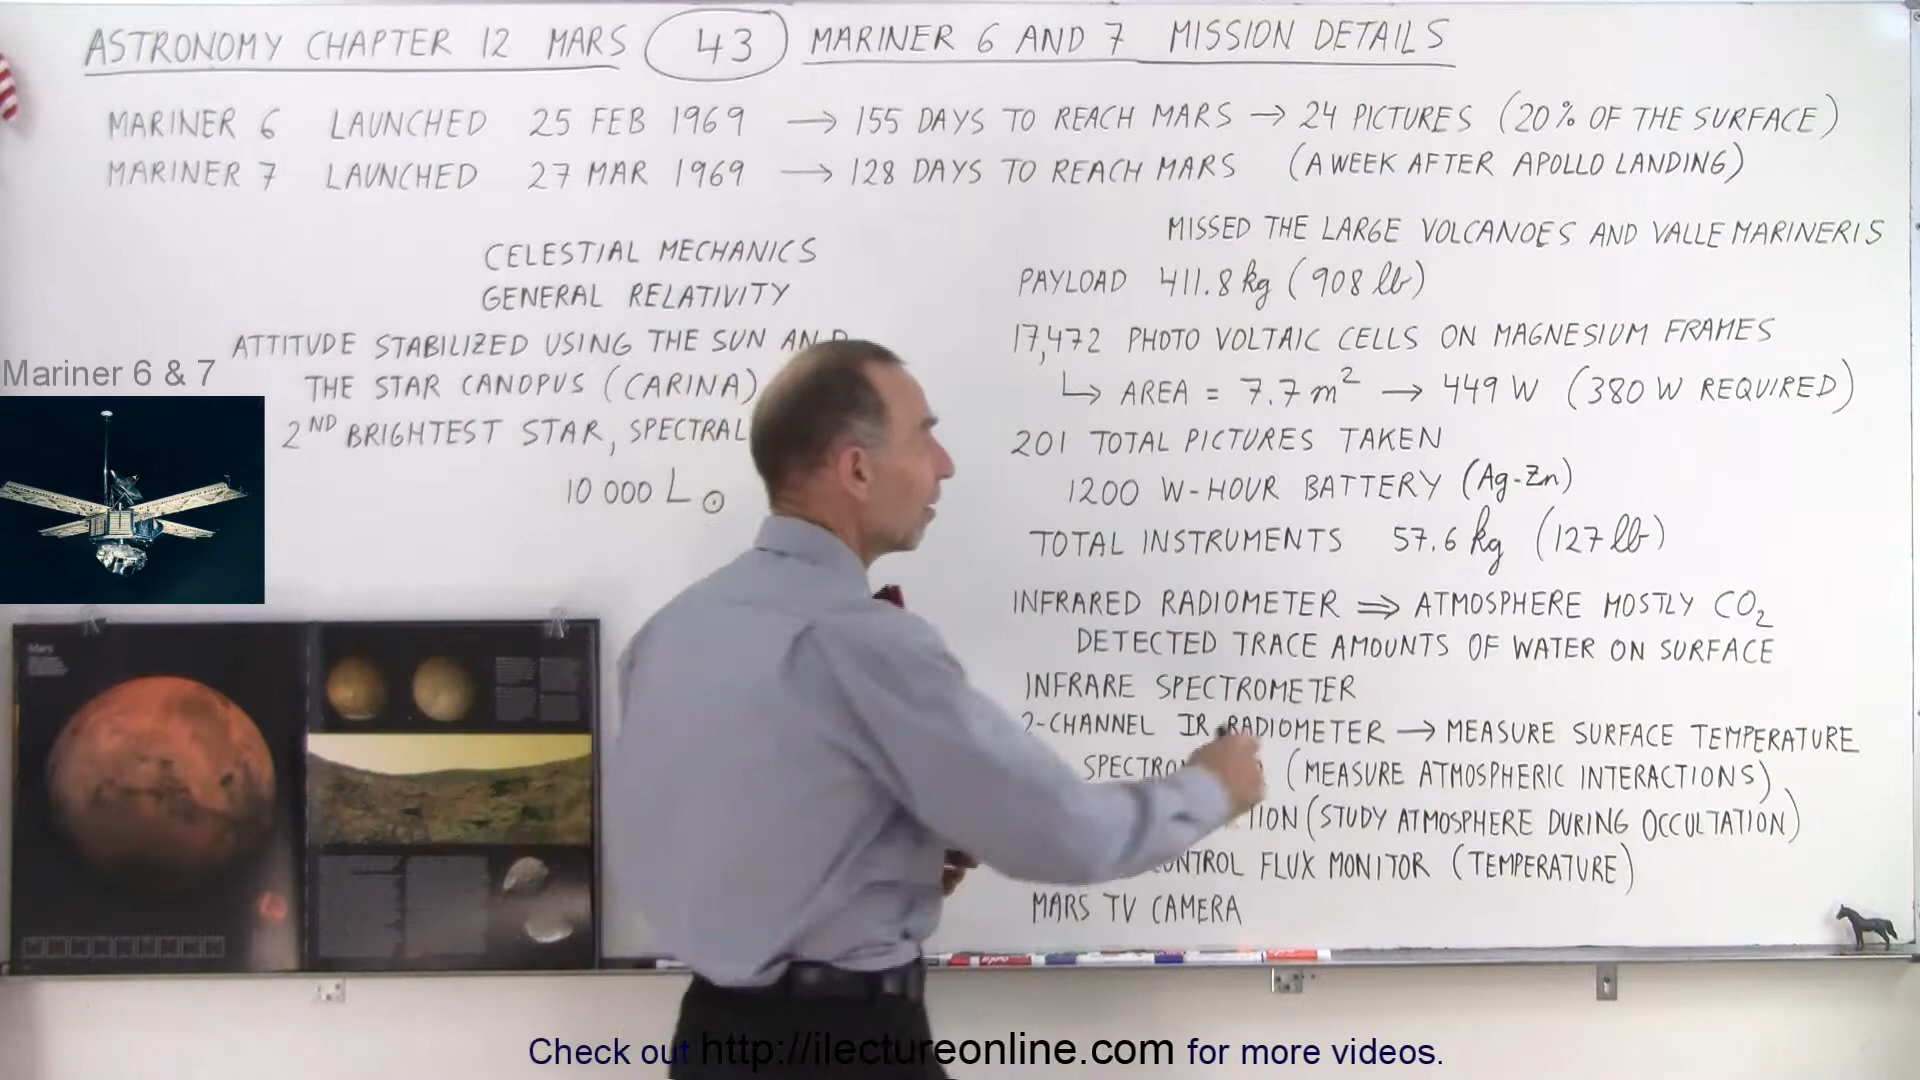 ASTRONOMY CHAPTER 12 MARS 43 MARINER 6 AND 7 MISSION DETAILS
MARINER 6 LAUNCHED 25 FEB 1969 → 155 DAYS TO REACH MARS → 24 PICTURES (20% OF THE SURFACE)
MARINER 7 LAUNCHED 27 MAR 1969 → 128 DAYS TO REACH MARS (A WEEK AFTER APOLLO LANDING)
CELESTIAL MECHANICS
GENERAL RELATIVITY
ATTITUDE STABILIZED USING THE SUN AND
THE STAR CANOPUS (CARINA)
2ND BRIGHTEST STAR, SPECTRAL
10 000 L☉
Mariner 6 & 7
Mars
MISSED THE LARGE VOLCANOES AND VALLE MARINERIS
PAYLOAD 411.8 kg (908 lb)
17,472 PHOTO VOLTAIC CELLS ON MAGNESIUM FRAMES
↳ AREA = 7.7 m² → 449 W (380 W REQUIRED)
201 TOTAL PICTURES TAKEN
1200 W-HOUR BATTERY (Ag-Zn)
TOTAL INSTRUMENTS 57.6 kg (127 lb)
INFRARED RADIOMETER ⇒ ATMOSPHERE MOSTLY CO₂
DETECTED TRACE AMOUNTS OF WATER ON SURFACE
INFRARE SPECTROMETER
2-CHANNEL IR RADIOMETER → MEASURE SURFACE TEMPERATURE
(MEASURE ATMOSPHERIC INTERACTIONS)
(STUDY ATMOSPHERE DURING OCCULTATION)
CONTROL FLUX MONITOR (TEMPERATURE)
MARS TV CAMERA
Check out http://ilectureonline.com for more videos.